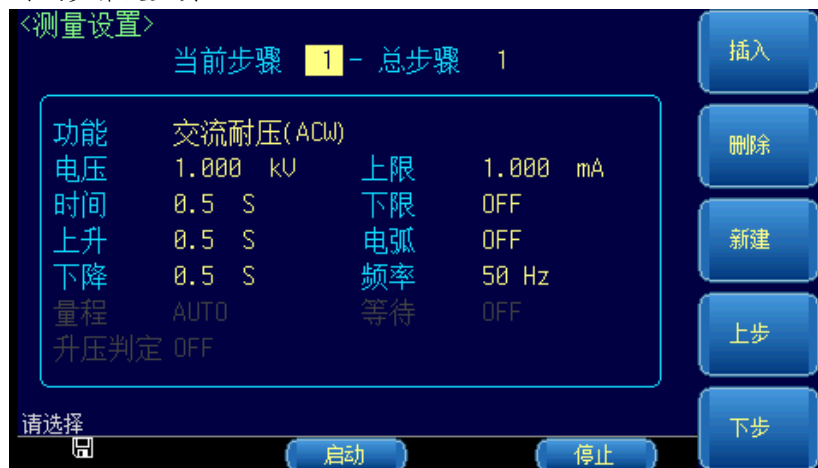 <测量设置>
当前步骤 1 - 总步骤 1
功能 交流耐压(ACW)
电压 1.000 kV 上限 1.000 mA
时间 0.5 S 下限 OFF
上升 0.5 S 电弧 OFF
下降 0.5 S 频率 50 Hz
量程 AUTO 等待 OFF
升压判定 OFF
请选择
启动 停止
插入
删除
新建
上步
下步